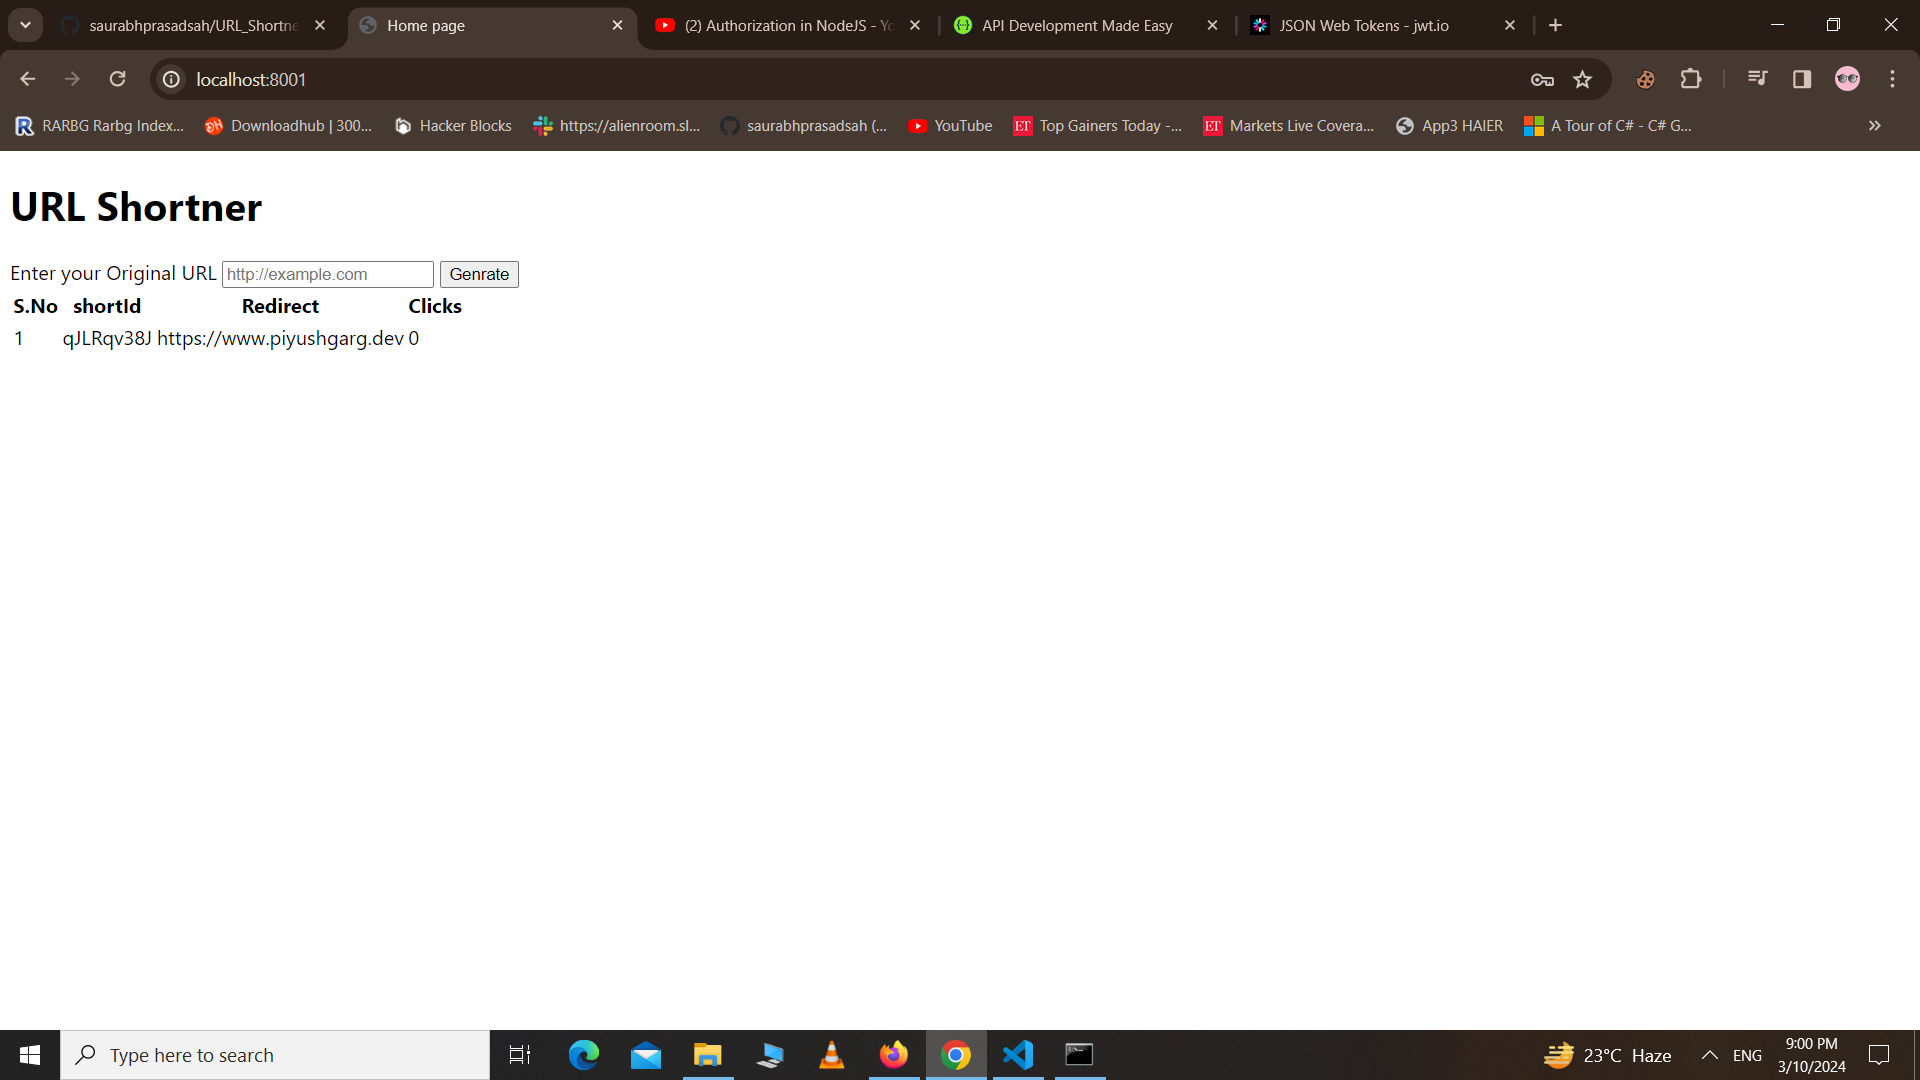 saurabhprasadsah/URL_Shortne
Home page
(2) Authorization in NodeJS - Yo
API Development Made Easy
JSON Web Tokens - jwt.io
localhost:8001
RARBG Rarbg Index...
Downloadhub | 300...
Hacker Blocks
https://alienroom.sl...
saurabhprasadsah (...
YouTube
ET Top Gainers Today -...
ET Markets Live Covera...
App3 HAIER
A Tour of C# - C# G...
URL Shortner
Enter your Original URL http://example.com Genrate
S.No shortId Redirect Clicks
1 qJLRqv38J https://www.piyushgarg.dev 0
Type here to search
23°C Haze
ENG
9:00 PM
3/10/2024